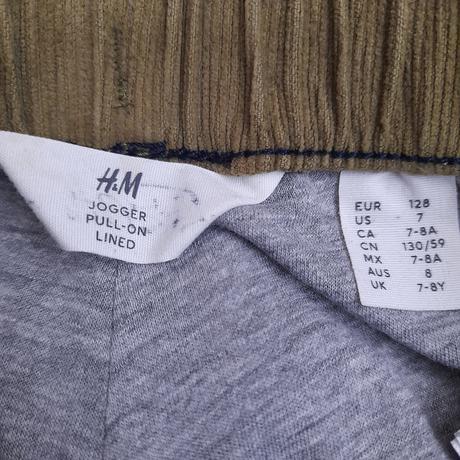 H&M
JOGGER
PULL-ON
LINED
EUR 128
US 7
CA 7-8A
CN 130/59
MX 7-8A
AUS 8
UK 7-8Y